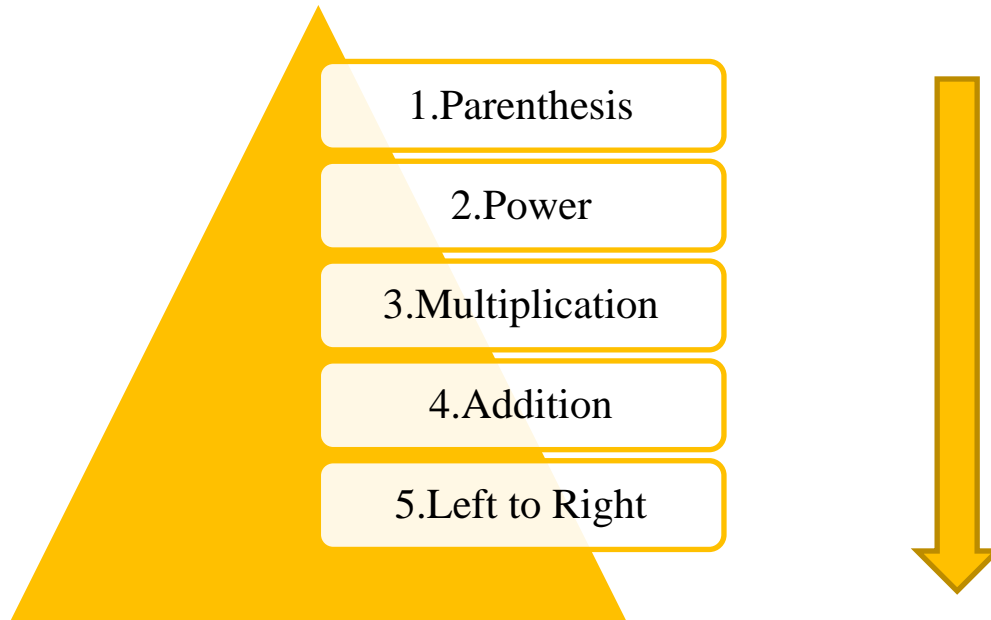 1.Parenthesis
2.Power
3.Multiplication
4.Addition
5.Left to Right